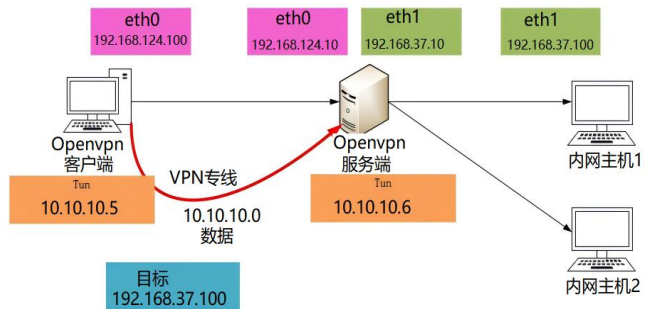 eth0
192.168.124.100
eth0
192.168.124.10
eth1
192.168.37.10
eth1
192.168.37.100
Openvpn
客户端
Openvpn
服务端
内网主机1
Tun
10.10.10.5
VPN专线
10.10.10.0
数据
Tun
10.10.10.6
目标
192.168.37.100
内网主机2